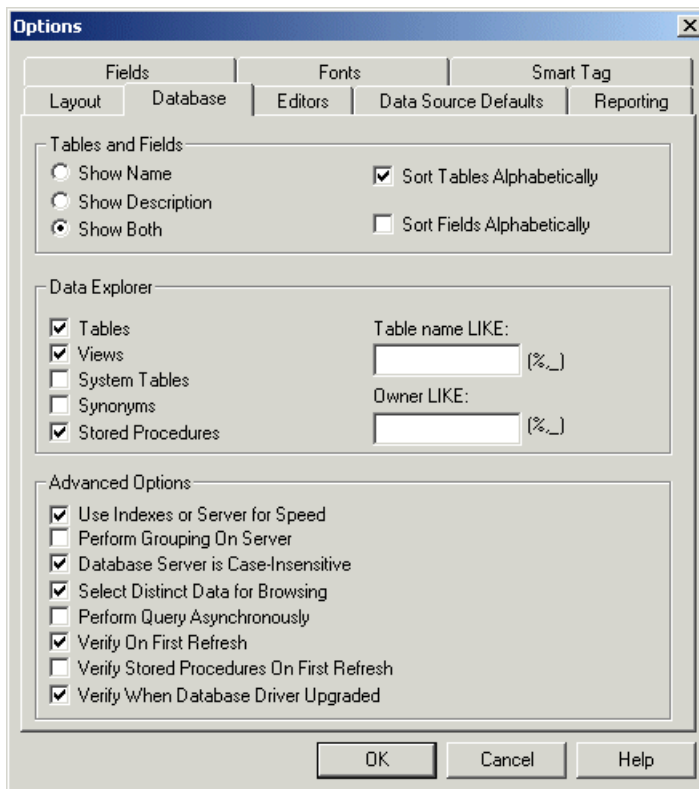 Options
Fields Fonts Smart Tag
Layout Database Editors Data Source Defaults Reporting
Tables and Fields
Show Name
Sort Tables Alphabetically
Show Description
Show Both
Sort Fields Alphabetically
Data Explorer
Tables
Views
System Tables
Synonyms
Stored Procedures
Table name LIKE:
(%,_)
Owner LIKE:
(%,_)
Advanced Options
Use Indexes or Server for Speed
Perform Grouping On Server
Database Server is Case-Insensitive
Select Distinct Data for Browsing
Perform Query Asynchronously
Verify On First Refresh
Verify Stored Procedures On First Refresh
Verify When Database Driver Upgraded
OK Cancel Help